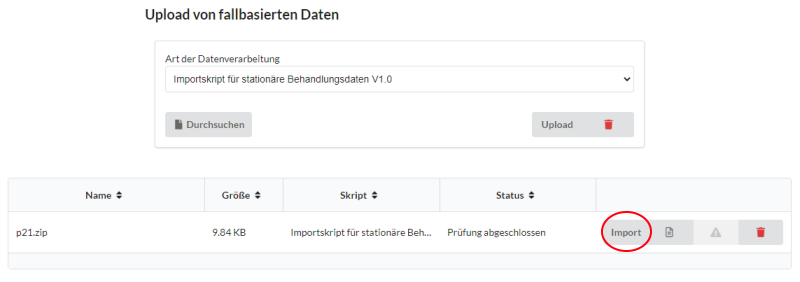 Upload von fallbasierten Daten
Art der Datenverarbeitung
Importskript für stationäre Behandlungsdaten V1.0
Durchsuchen Upload
Name Größe Skript Status
p21.zip 9.84 KB Importskript für stationäre Beh... Prüfung abgeschlossen Import